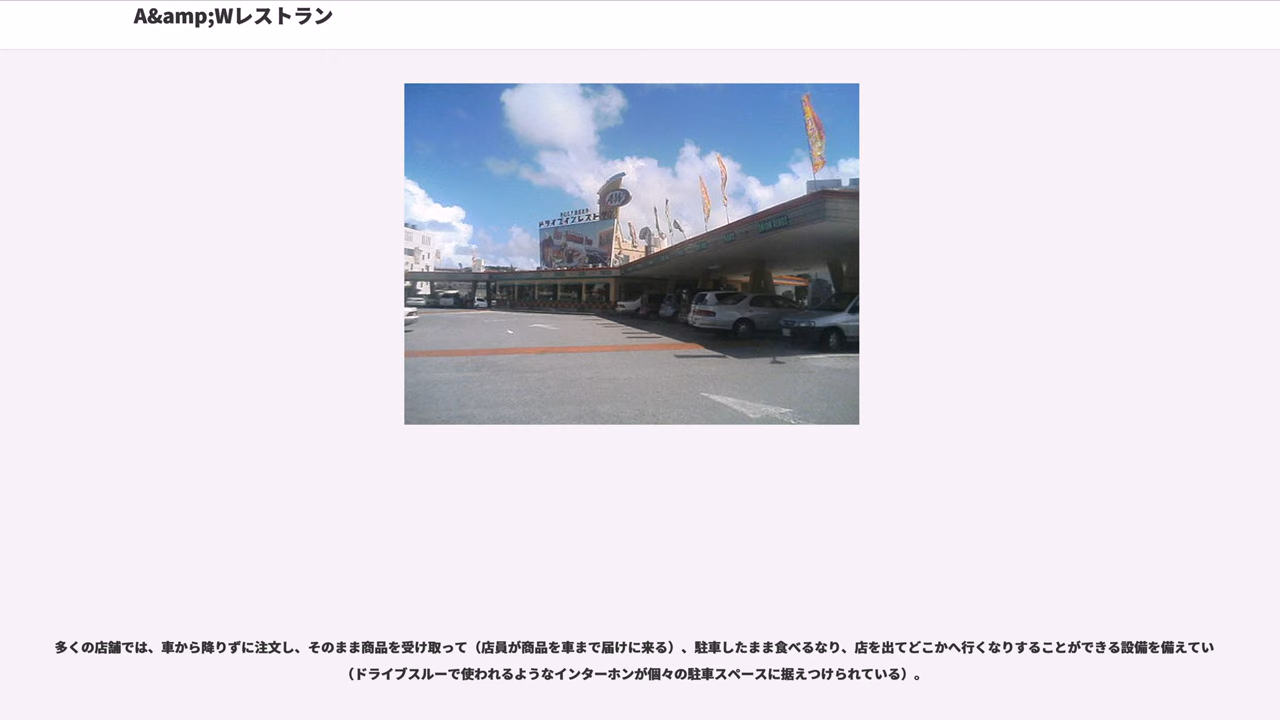 A&amp;Wレストラン
A&W
ドライブインレスト
多くの店舗では、車から降りずに注文し、そのまま商品を受け取って（店員が商品を車まで届けに来る）、駐車したまま食べるなり、店を出てどこかへ行くなりすることができる設備を備えてい
（ドライブスルーで使われるようなインターホンが個々の駐車スペースに据えつけられている）。